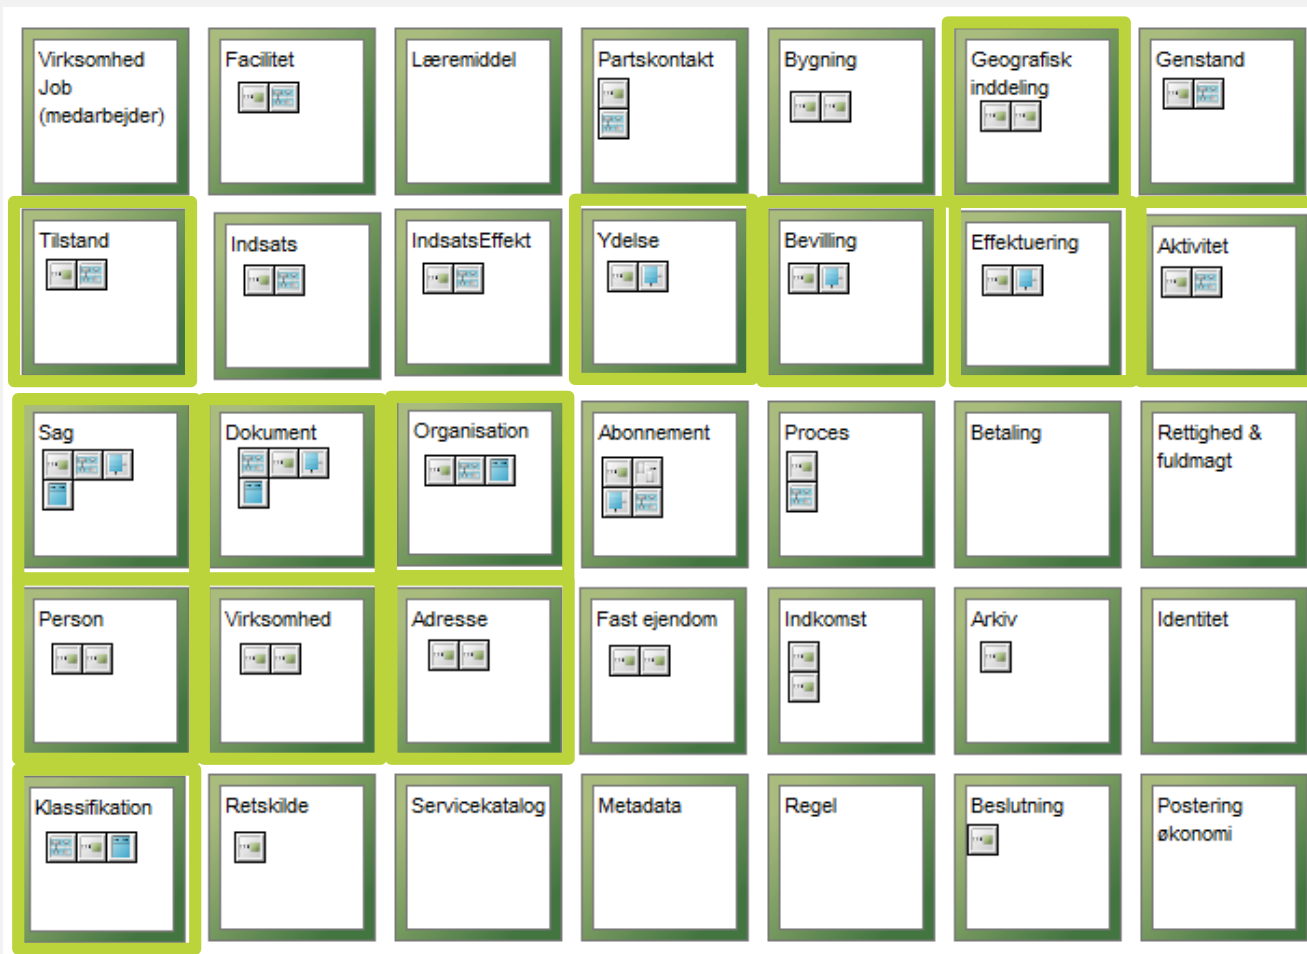 Virksomhed
Job
(medarbejder)
Facilitet
Læremiddel
Partskontakt
Bygning
Geografisk
inddeling
Genstand
Tilstand
Indsats
IndsatsEffekt
Ydelse
Bevilling
Effektuering
Aktivitet
Sag
Dokument
Organisation
Abonnement
Proces
Betaling
Rettighed &
fuldmagt
Person
Virksomhed
Adresse
Fast ejendom
Indkomst
Arkiv
Identitet
Klassifikation
Retskilde
Servicekatalog
Metadata
Regel
Beslutning
Postering
økonomi